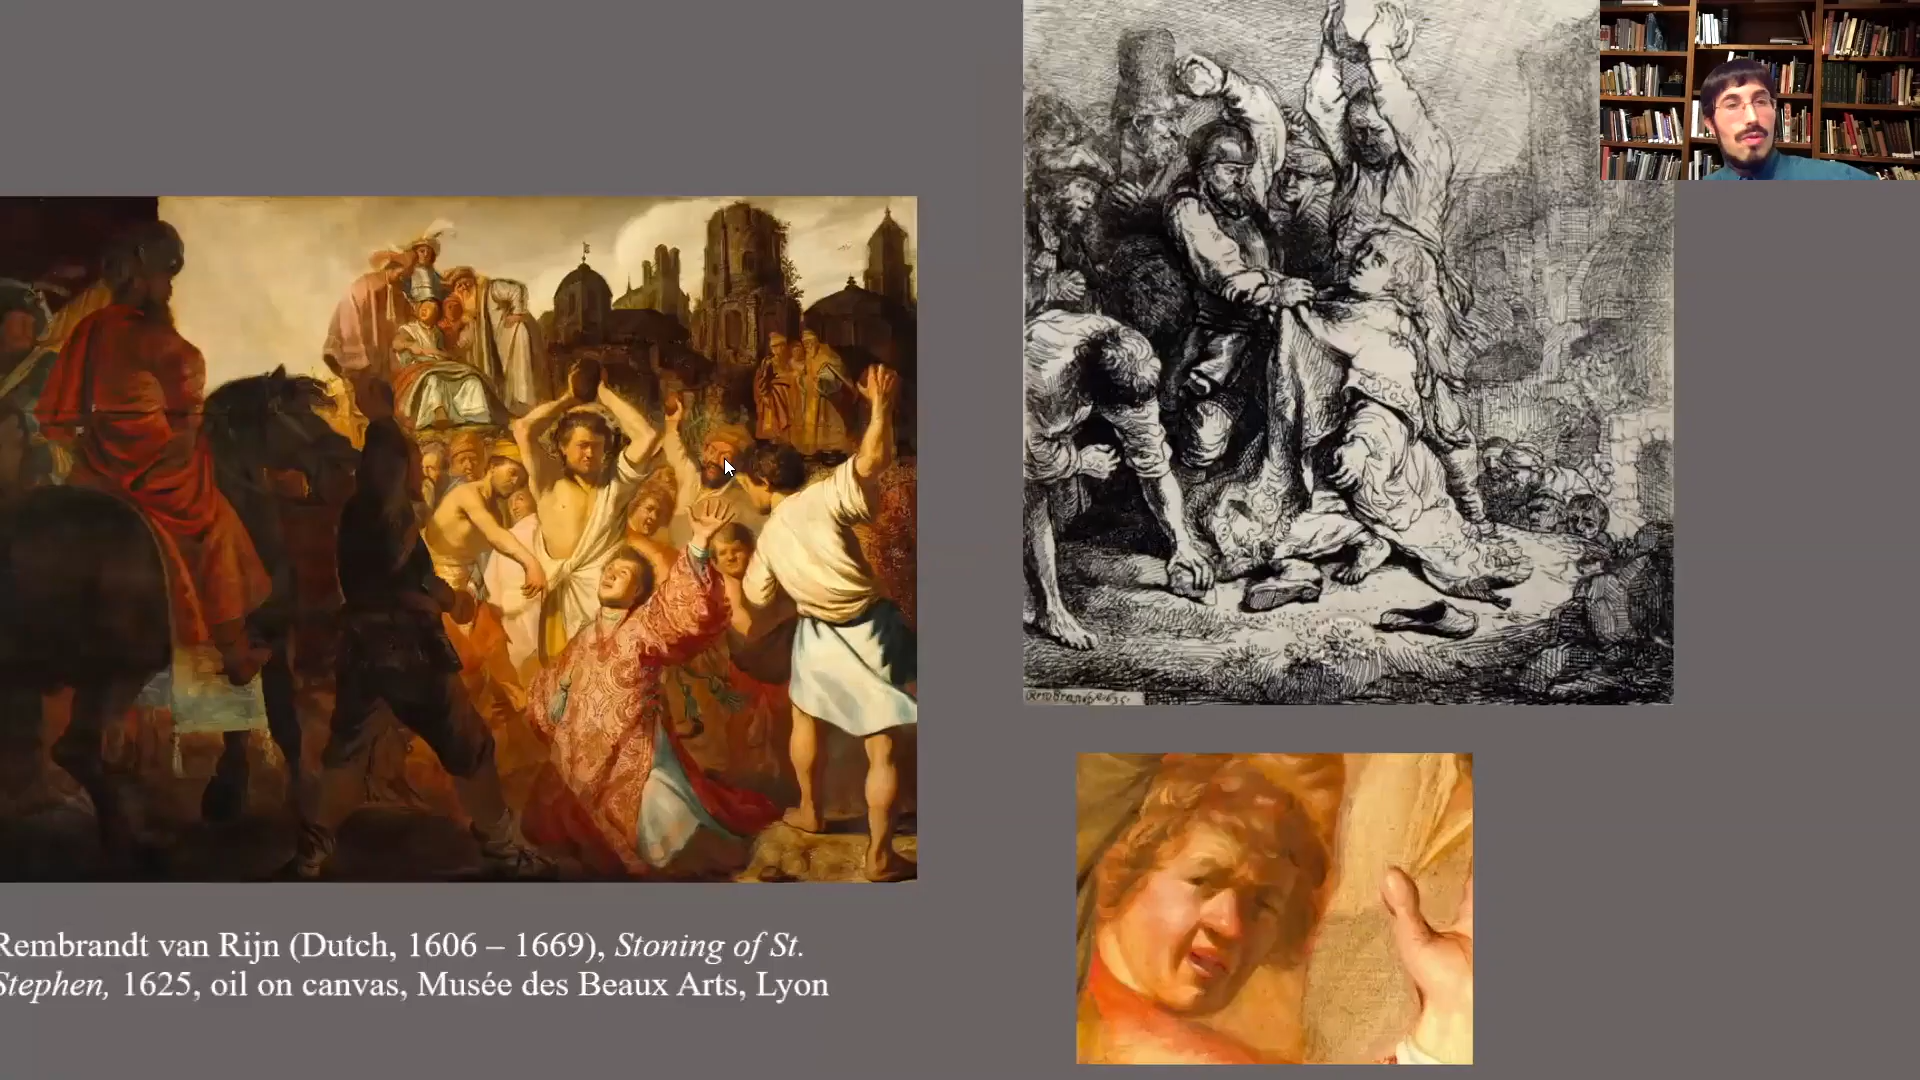 Rembrandt van Rijn (Dutch, 1606 – 1669), Stoning of St.
Stephen, 1625, oil on canvas, Musée des Beaux Arts, Lyon